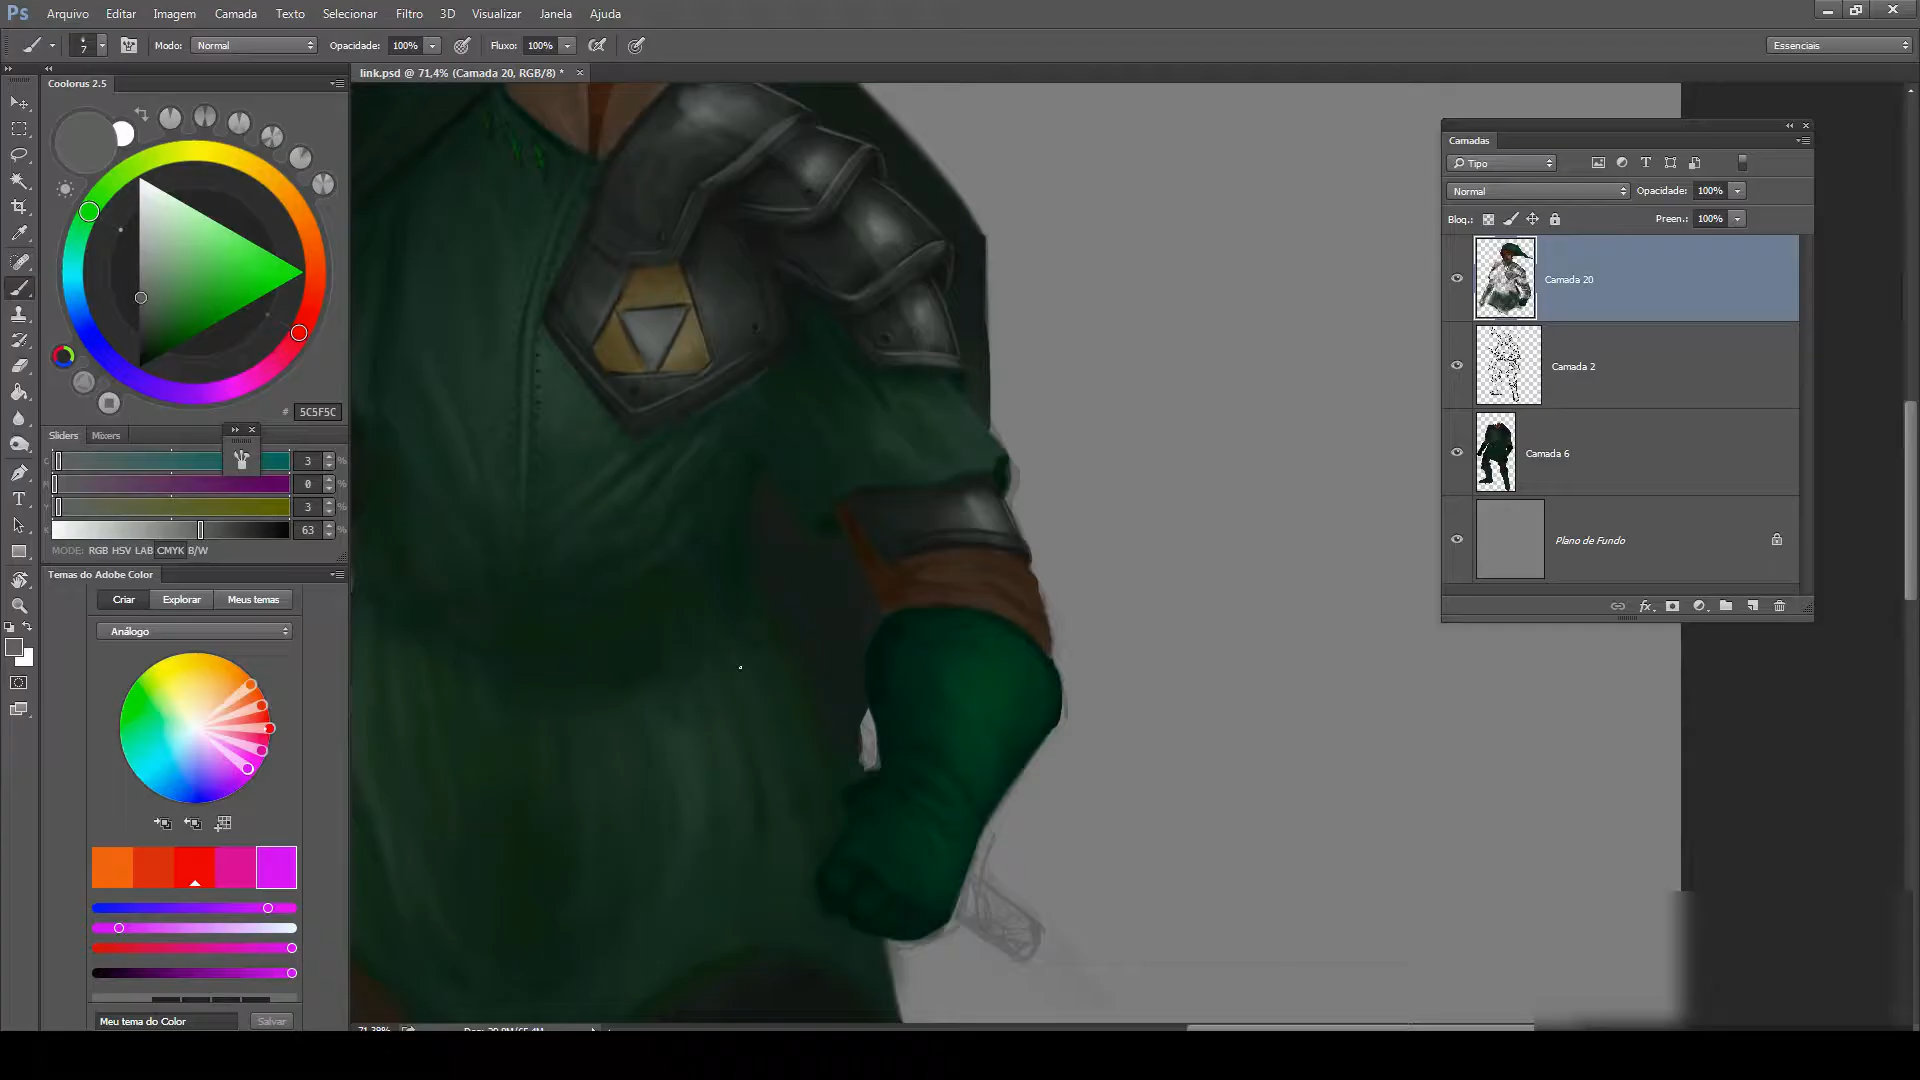 Ps Arquivo Editar Imagem Camada Texto Selecionar Filtro 3D Visualizar Janela Ajuda
7 Modo: Normal Opacidade: 100% Fluxo: 100% Essenciais
link.psd @ 71,4% (Camada 20, RGB/8) * ×
Coolorus 2.5
# 5C5F5C
Sliders Mixers
C 3 %
M 0 %
Y 3 %
K 63 %
MODE: RGB HSV LAB CMYK B/W
Temas do Adobe Color
Criar Explorar Meus temas
Análogo
Meu tema do Color Salvar
Camadas
Tipo
Normal Opacidade: 100%
Bloq.: Preen.: 100%
Camada 20
Camada 2
Camada 6
Plano de Fundo
fx